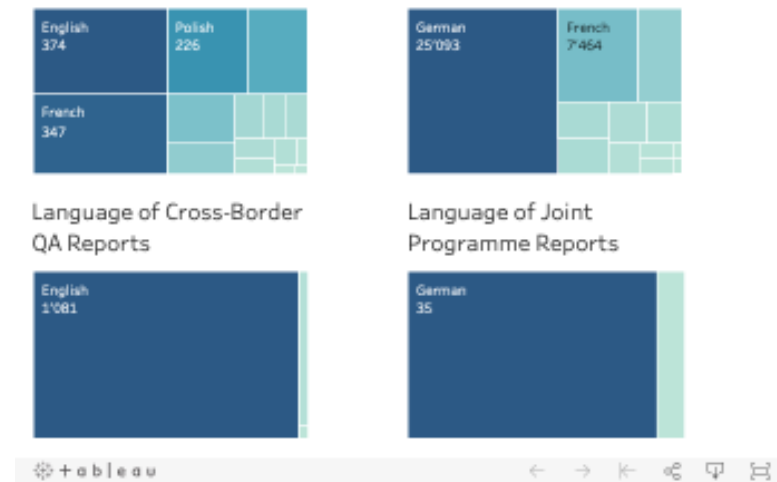 English
374
Polish
226
French
347
German
25'093
French
7'464
Language of Cross-Border
QA Reports
Language of Joint
Programme Reports
English
1'081
German
35
+ableau